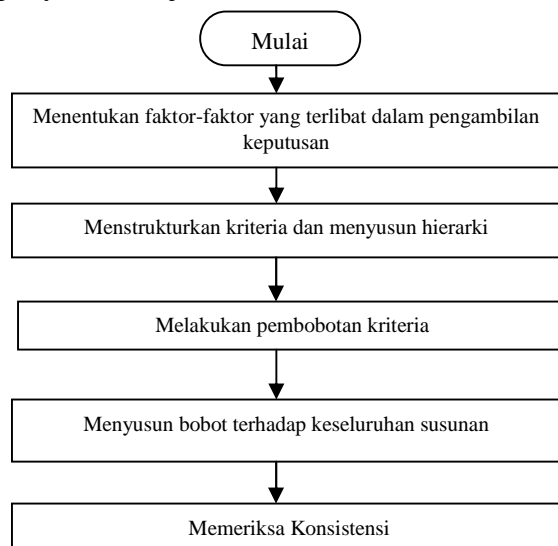 Mulai
Menentukan faktor-faktor yang terlibat dalam pengambilan
keputusan
Menstrukturkan kriteria dan menyusun hierarki
Melakukan pembobotan kriteria
Menyusun bobot terhadap keseluruhan susunan
Memeriksa Konsistensi